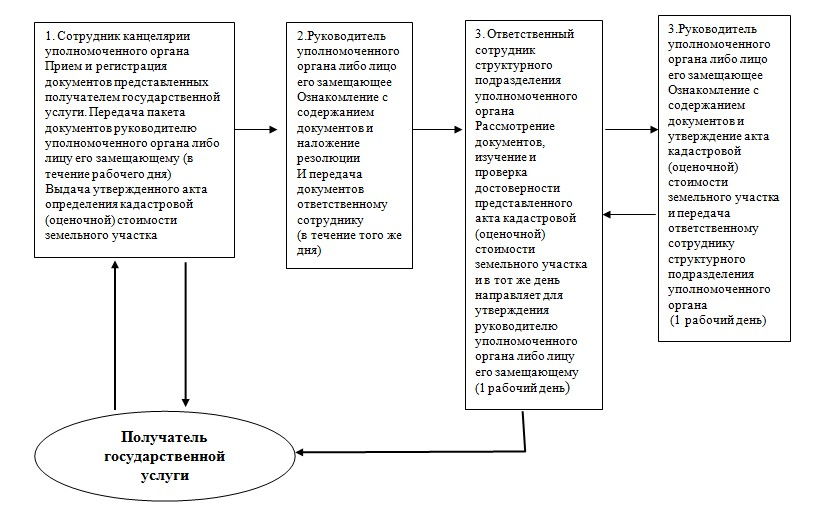 1. Сотрудник канцелярии
уполномоченного органа
Прием и регистрация
документов представленных
получателем государственной
услуги. Передача пакета
документов руководителю
уполномоченного органа либо
лицу его замещающему (в
течение рабочего дня)
Выдача утвержденного акта
определения кадастровой
(оценочной) стоимости
земельного участка
2.Руководитель
уполномоченного
органа либо лицо
его замещающее
Ознакомление с
содержанием
документов и
наложение
резолюции
И передача
документов
ответственному
сотруднику
(в течение того же
дня)
3. Ответственный
сотрудник
структурного
подразделения
уполномоченного
органа
Рассмотрение
документов,
изучение и
проверка
достоверности
представленного
акта кадастровой
(оценочной)
стоимости
земельного участка
и в тот же день
направляет для
утверждения
руководителю
уполномоченного
органа либо лицу
его замещающему
(1 рабочий день)
3.Руководитель
уполномоченного
органа либо лицо
его замещающее
Ознакомление с
содержанием
документов и
утверждение акта
кадастровой
(оценочной)
стоимости
земельного участка
и передача
ответственному
сотруднику
структурного
подразделения
уполномоченного
органа
(1 рабочий день)
Получатель
государственной
услуги